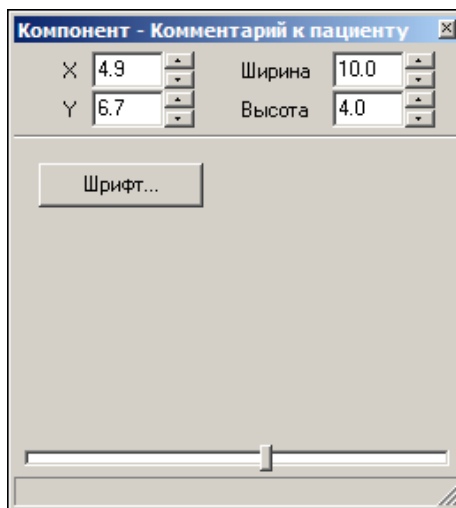 Компонент - Комментарий к пациенту
X 4.9 Ширина 10.0
Y 6.7 Высота 4.0
Шрифт...